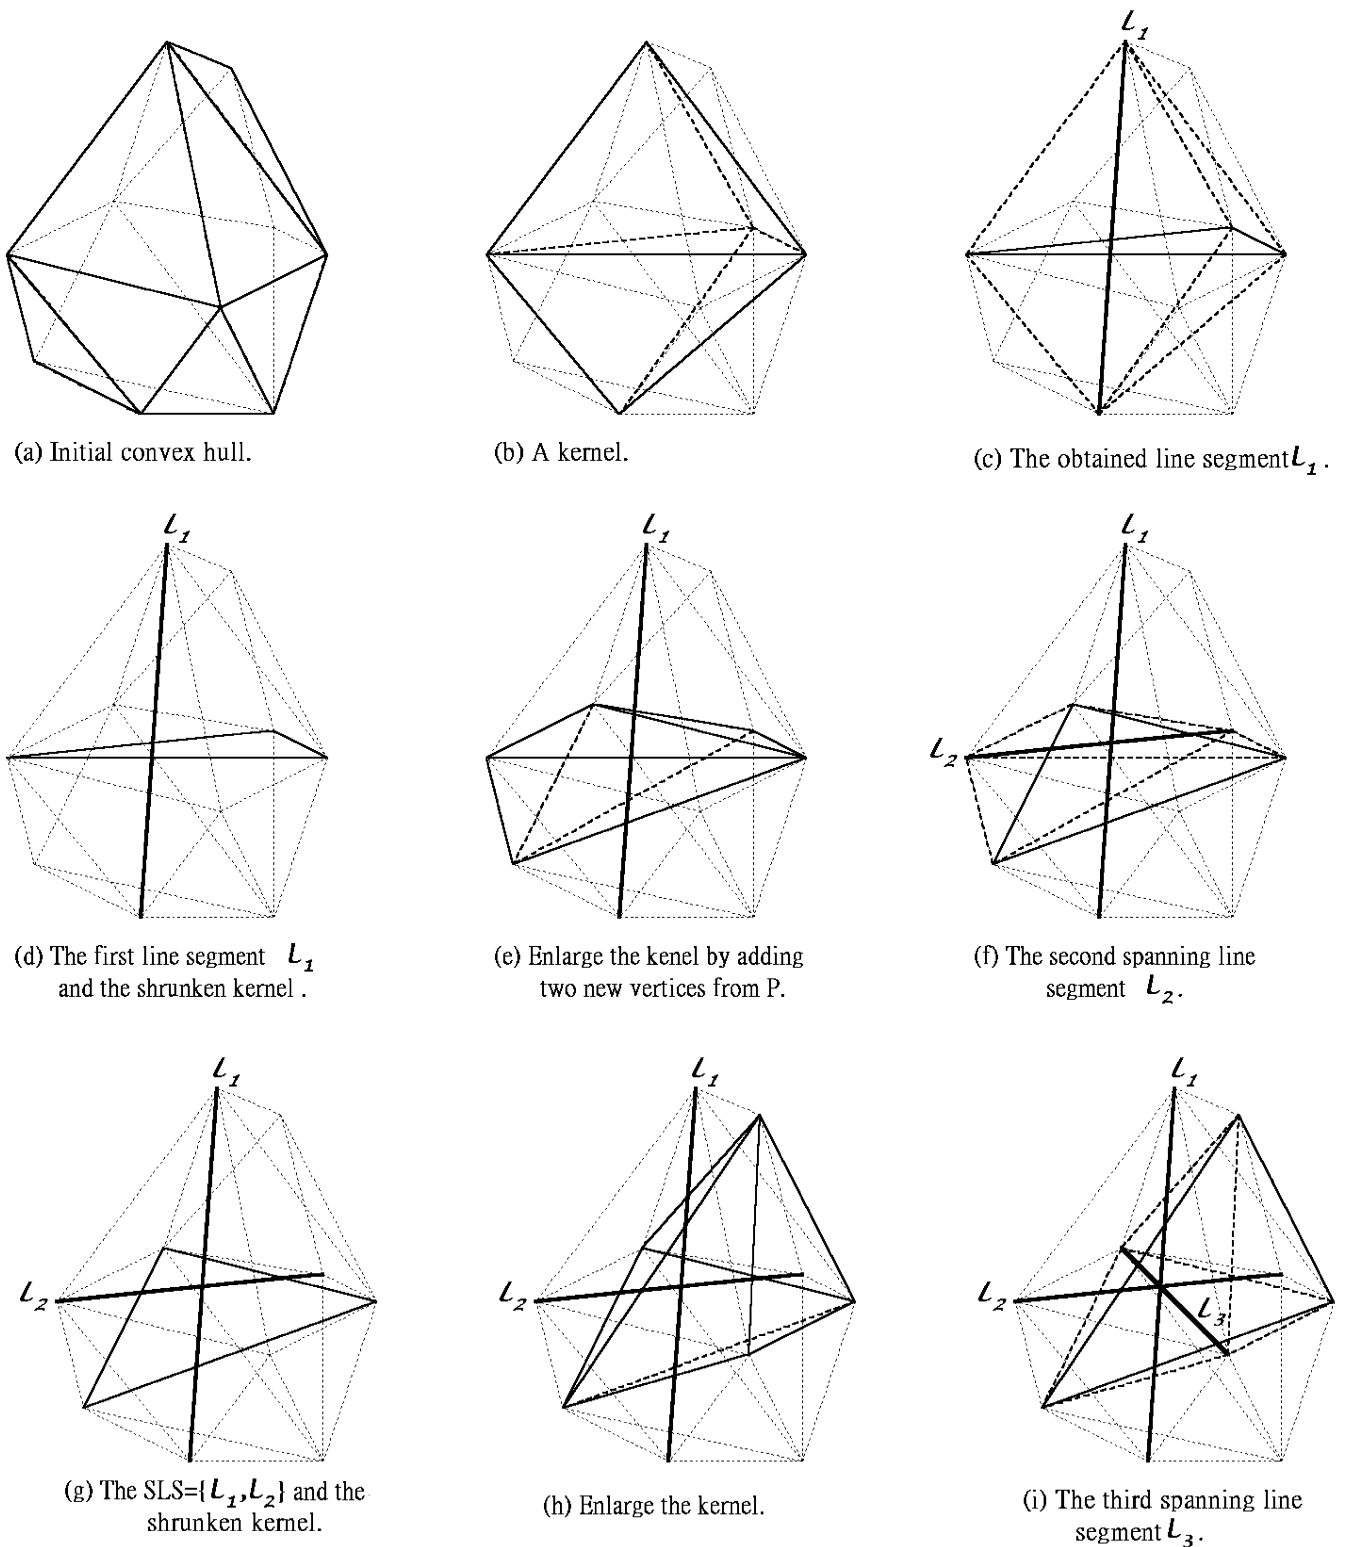 L1
(a) Initial convex hull.
(b) A kernel.
(c) The obtained line segment L1 .
L1
L1
L1
L2
(d) The first line segment L1
and the shrunken kernel .
(e) Enlarge the kenel by adding
two new vertices from P.
(f) The second spanning line
segment L2.
L1
L1
L1
L2
L2
L2
L3
(g) The SLS={L1,L2} and the
shrunken kernel.
(h) Enlarge the kernel.
(i) The third spanning line
segment L3.